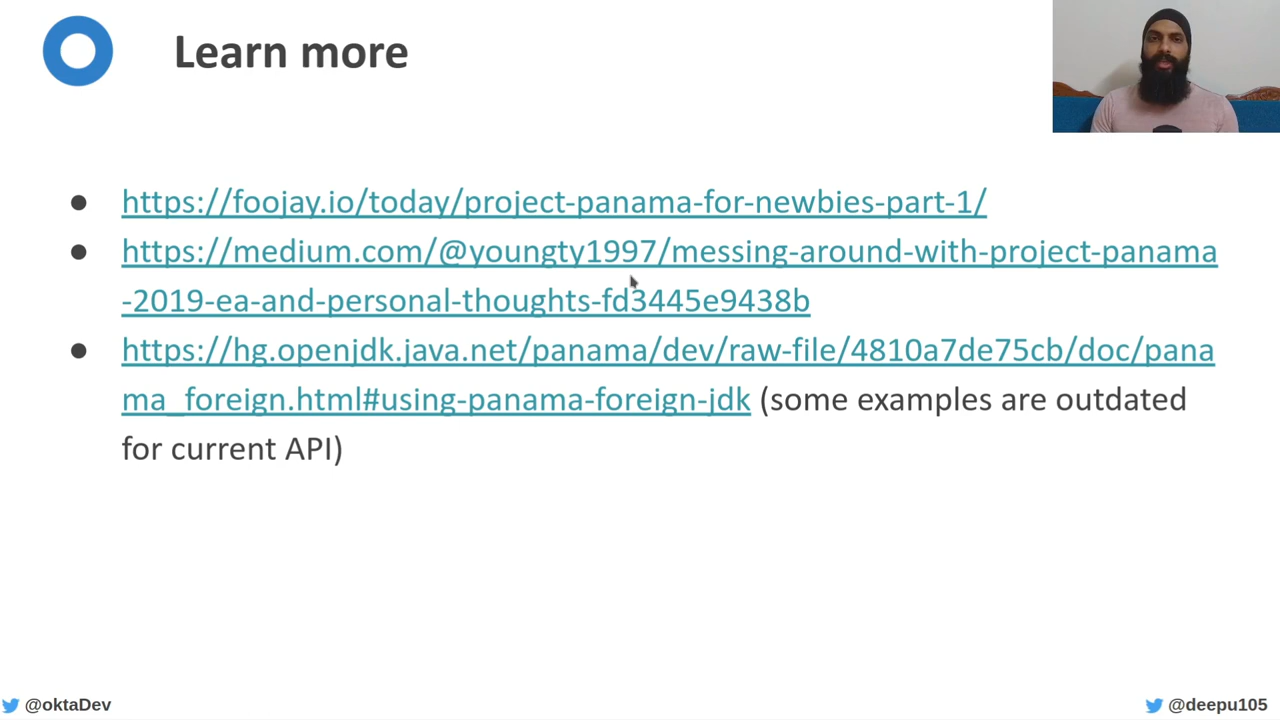 Learn more
● https://foojay.io/today/project-panama-for-newbies-part-1/
● https://medium.com/@youngty1997/messing-around-with-project-panama
-2019-ea-and-personal-thoughts-fd3445e9438b
● https://hg.openjdk.java.net/panama/dev/raw-file/4810a7de75cb/doc/pana
ma_foreign.html#using-panama-foreign-jdk (some examples are outdated
for current API)
@oktaDev
@deepu105